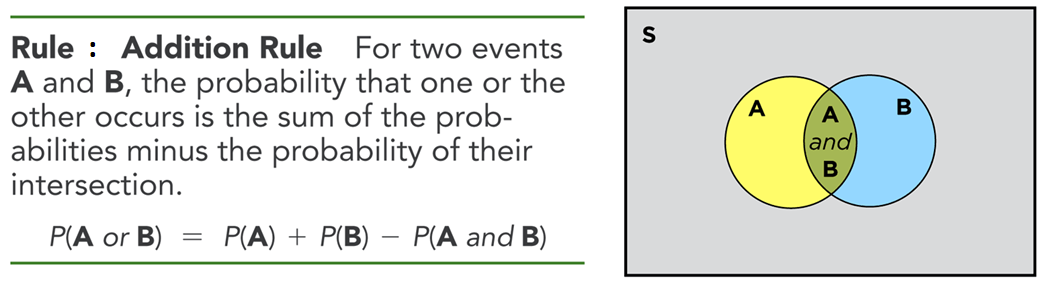 Rule : Addition Rule For two events
A and B, the probability that one or the
other occurs is the sum of the prob-
abilities minus the probability of their
intersection.
P(A or B) = P(A) + P(B) − P(A and B)
S
A
A
and
B
B